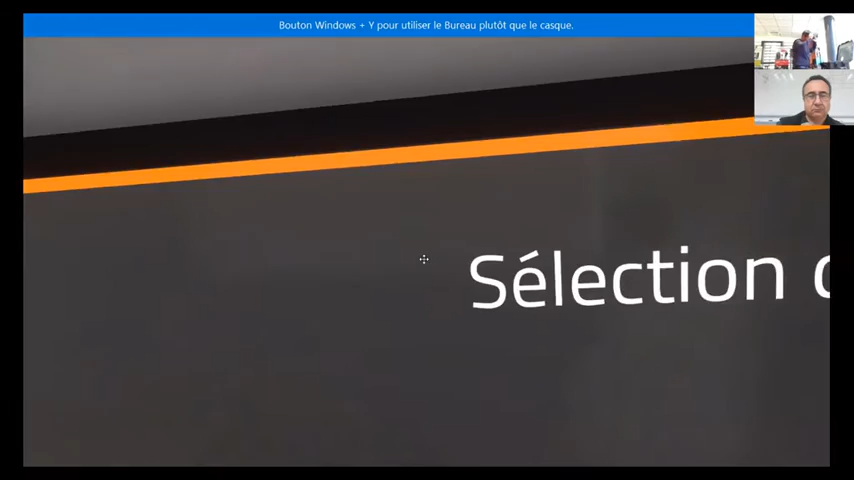 Bouton Windows + Y pour utiliser le Bureau plutôt que le casque.
Sélection